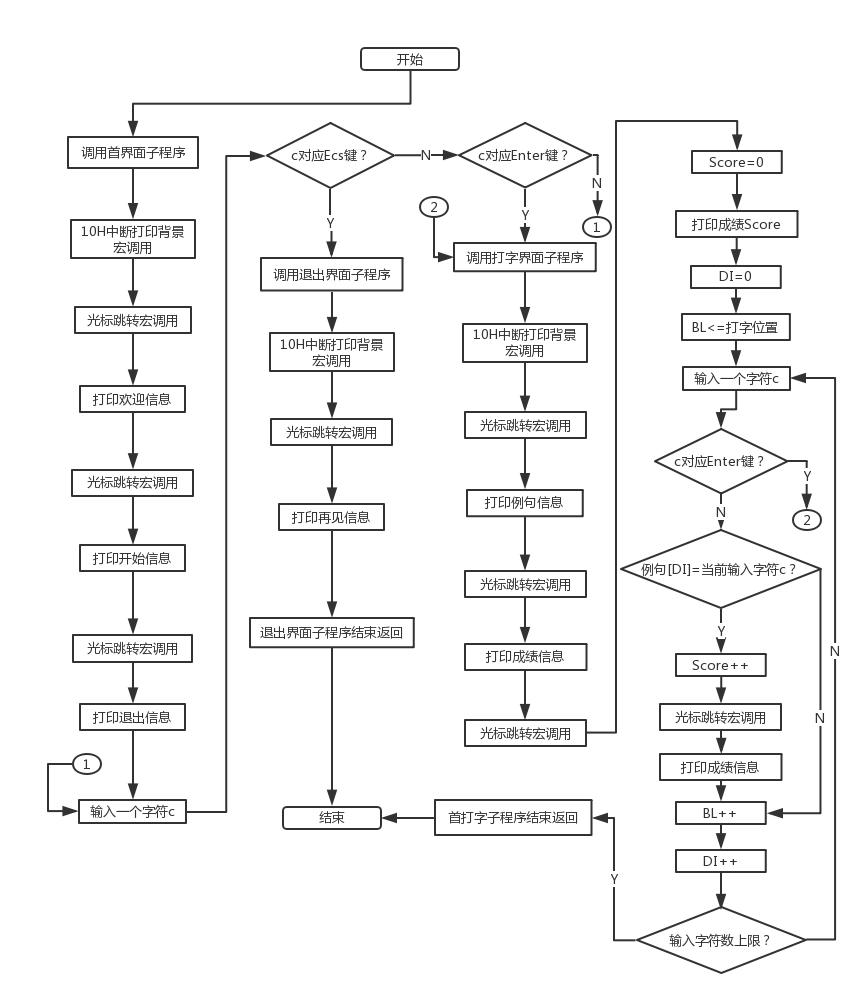 开始
调用首界面子程序
10H中断打印背景
宏调用
光标跳转宏调用
打印欢迎信息
光标跳转宏调用
打印开始信息
光标跳转宏调用
打印退出信息
1
输入一个字符c
c对应Ecs键？
N
Y
调用退出界面子程序
10H中断打印背景
宏调用
光标跳转宏调用
打印再见信息
退出界面子程序结束返回
结束
c对应Enter键？
N
1
Y
2
调用打字界面子程序
10H中断打印背景
宏调用
光标跳转宏调用
打印例句信息
光标跳转宏调用
打印成绩信息
光标跳转宏调用
首打字子程序结束返回
Score=0
打印成绩Score
DI=0
BL<=打字位置
输入一个字符c
c对应Enter键？
Y
2
N
例句[DI]=当前输入字符c？
Y
N
Score++
光标跳转宏调用
打印成绩信息
BL++
DI++
输入字符数上限？
Y
N